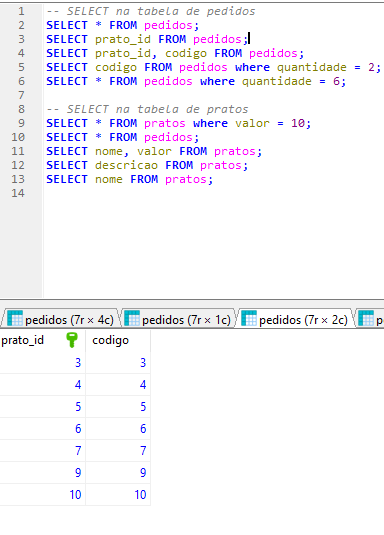 1 -- SELECT na tabela de pedidos
2 SELECT * FROM pedidos;
3 SELECT prato_id FROM pedidos;
4 SELECT prato_id, codigo FROM pedidos;
5 SELECT codigo FROM pedidos where quantidade = 2;
6 SELECT * FROM pedidos where quantidade = 6;
7
8 -- SELECT na tabela de pratos
9 SELECT * FROM pratos where valor = 10;
10 SELECT * FROM pedidos;
11 SELECT nome, valor FROM pratos;
12 SELECT descricao FROM pratos;
13 SELECT nome FROM pratos;
14
pedidos (7r × 4c) pedidos (7r × 1c) pedidos (7r × 2c) p
prato_id codigo
3 3
4 4
5 5
6 6
7 7
9 9
10 10